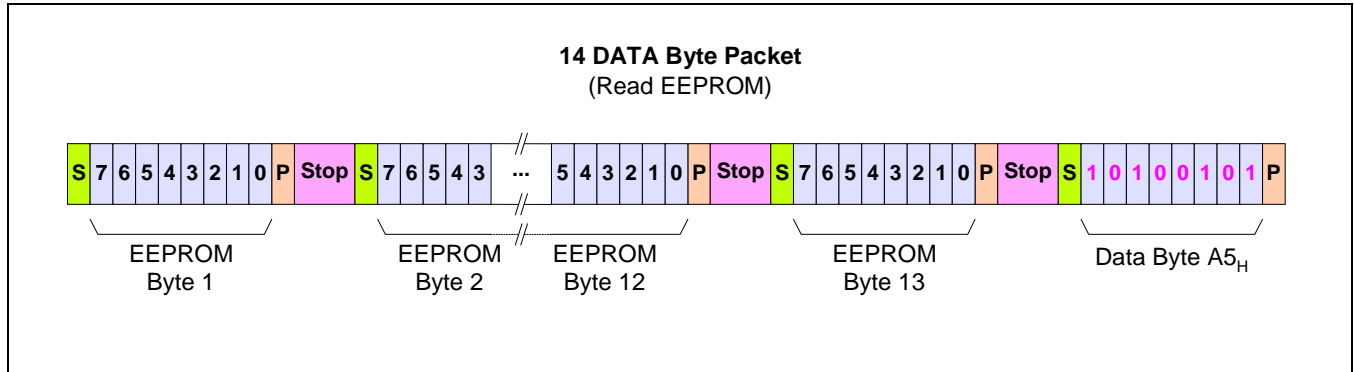 14 DATA Byte Packet
(Read EEPROM)
S 7 6 5 4 3 2 1 0 P Stop S 7 6 5 4 3 ... 5 4 3 2 1 0 P Stop S 7 6 5 4 3 2 1 0 P Stop S 1 0 1 0 0 1 0 1 P
EEPROM EEPROM EEPROM EEPROM Data Byte A5H
Byte 1 Byte 2 Byte 12 Byte 13